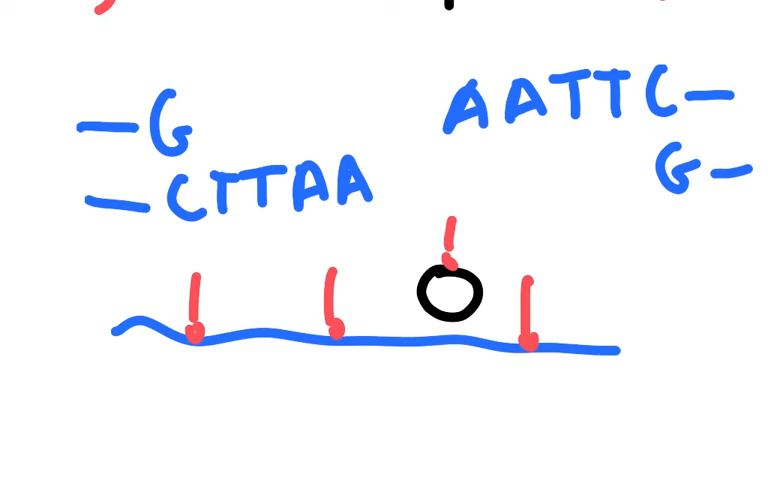 —G
—CTTAA
AATTC—
G—